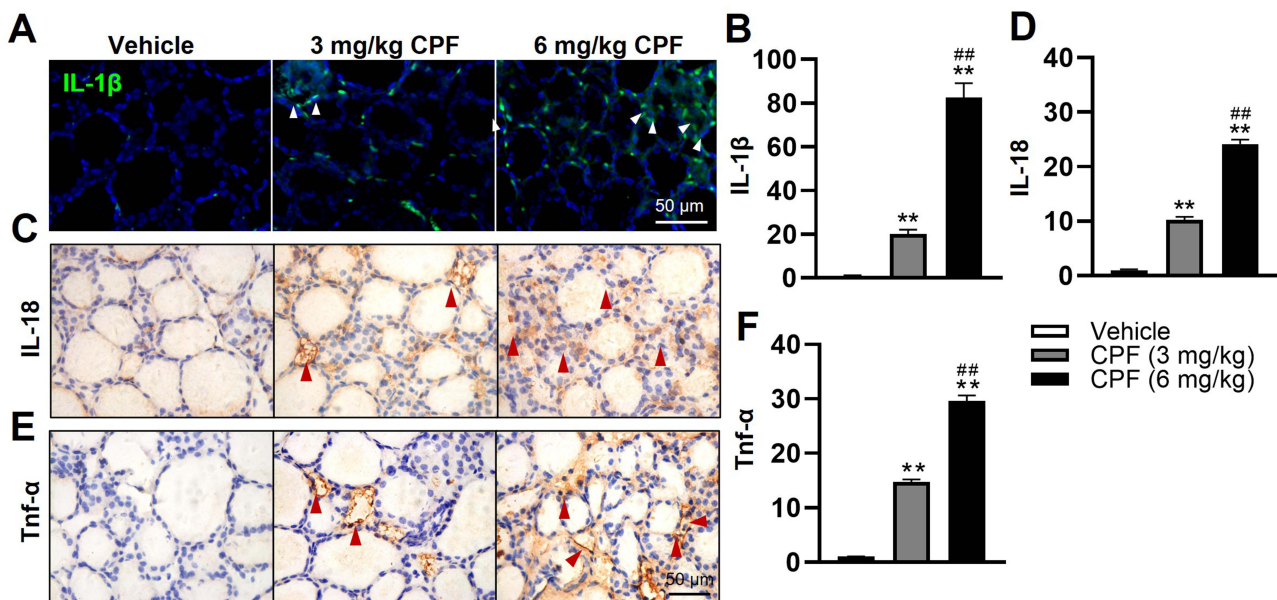 A
Vehicle
3 mg/kg CPF
6 mg/kg CPF
IL-1β
50 µm
B
IL-1β
100
80
60
40
20
0
**
##
**
D
IL-18
40
30
20
10
0
**
##
**
C
IL-18
E
Tnf-α
50 µm
F
Tnf-α
40
30
20
10
0
**
##
**
Vehicle
CPF (3 mg/kg)
CPF (6 mg/kg)